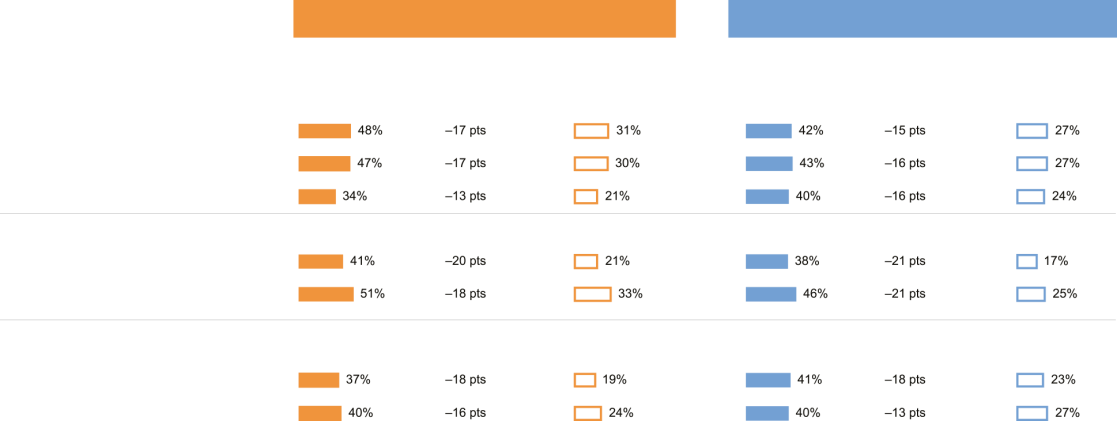 48% –17 pts 31% 42% –15 pts 27%
47% –17 pts 30% 43% –16 pts 27%
34% –13 pts 21% 40% –16 pts 24%
41% –20 pts 21% 38% –21 pts 17%
51% –18 pts 33% 46% –21 pts 25%
37% –18 pts 19% 41% –18 pts 23%
40% –16 pts 24% 40% –13 pts 27%